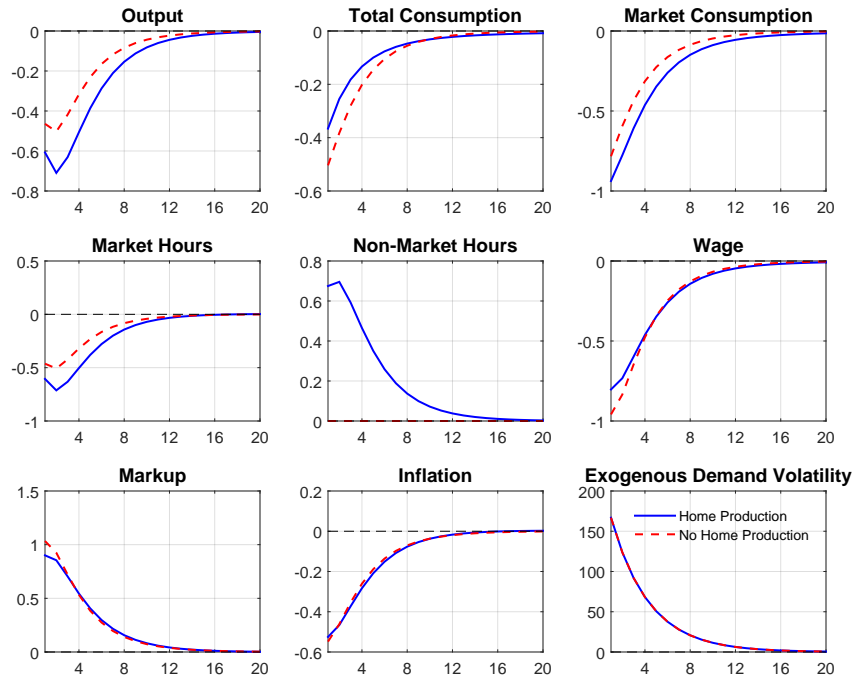 Output
Total Consumption
Market Consumption
0
-0.2
-0.4
-0.6
-0.8
4 8 12 16 20
0
-0.2
-0.4
-0.6
4 8 12 16 20
0
-0.5
-1
4 8 12 16 20
Market Hours
Non-Market Hours
Wage
0.5
0
-0.5
-1
4 8 12 16 20
0.8
0.6
0.4
0.2
0
4 8 12 16 20
0
-0.5
-1
4 8 12 16 20
Markup
Inflation
Exogenous Demand Volatility
1.5
1
0.5
0
4 8 12 16 20
0.2
0
-0.2
-0.4
-0.6
4 8 12 16 20
200
150
100
50
0
Home Production
No Home Production
4 8 12 16 20